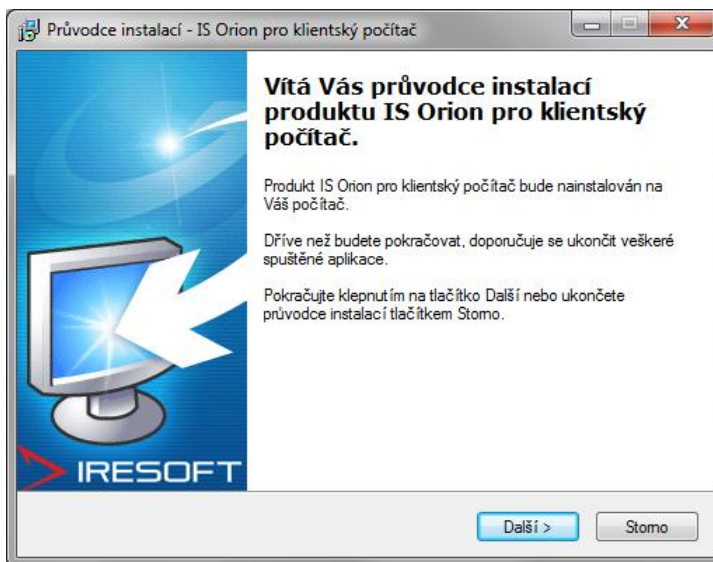 Průvodce instalací - IS Orion pro klientský počítač
Vítá Vás průvodce instalací
produktu IS Orion pro klientský
počítač.
Produkt IS Orion pro klientský počítač bude nainstalován na
Váš počítač.
Dříve než budete pokračovat, doporučuje se ukončit veškeré
spuštěné aplikace.
Pokračujte klepnutím na tlačítko Další nebo ukončete
průvodce instalací tlačítkem Storno.
IRESOFT
Další >
Storno